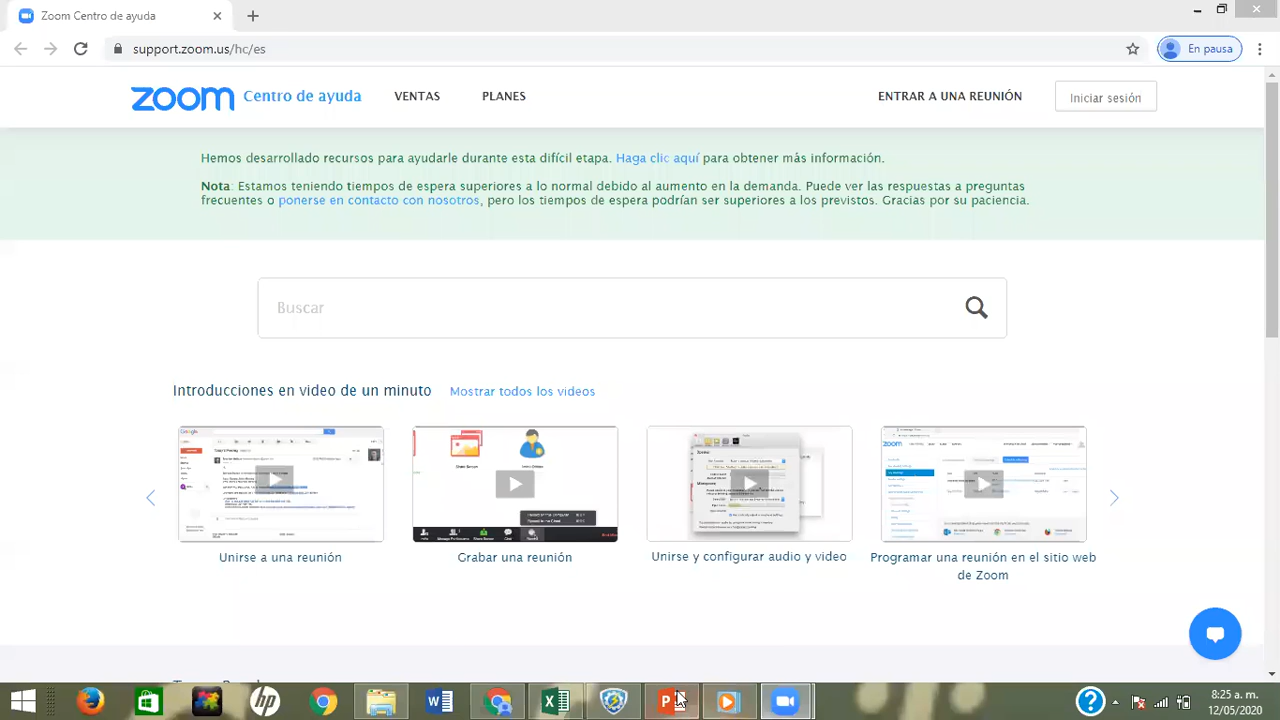 Zoom Centro de ayuda
support.zoom.us/hc/es
En pausa
zoom Centro de ayuda VENTAS PLANES ENTRAR A UNA REUNIÓN Iniciar sesión
Hemos desarrollado recursos para ayudarle durante esta difícil etapa. Haga clic aquí para obtener más información.
Nota: Estamos teniendo tiempos de espera superiores a lo normal debido al aumento en la demanda. Puede ver las respuestas a preguntas
frecuentes o ponerse en contacto con nosotros, pero los tiempos de espera podrían ser superiores a los previstos. Gracias por su paciencia.
Buscar
Introducciones en video de un minuto Mostrar todos los videos
Unirse a una reunión
Grabar una reunión
Unirse y configurar audio y video
Programar una reunión en el sitio web
de Zoom
8:25 a. m.
12/05/2020